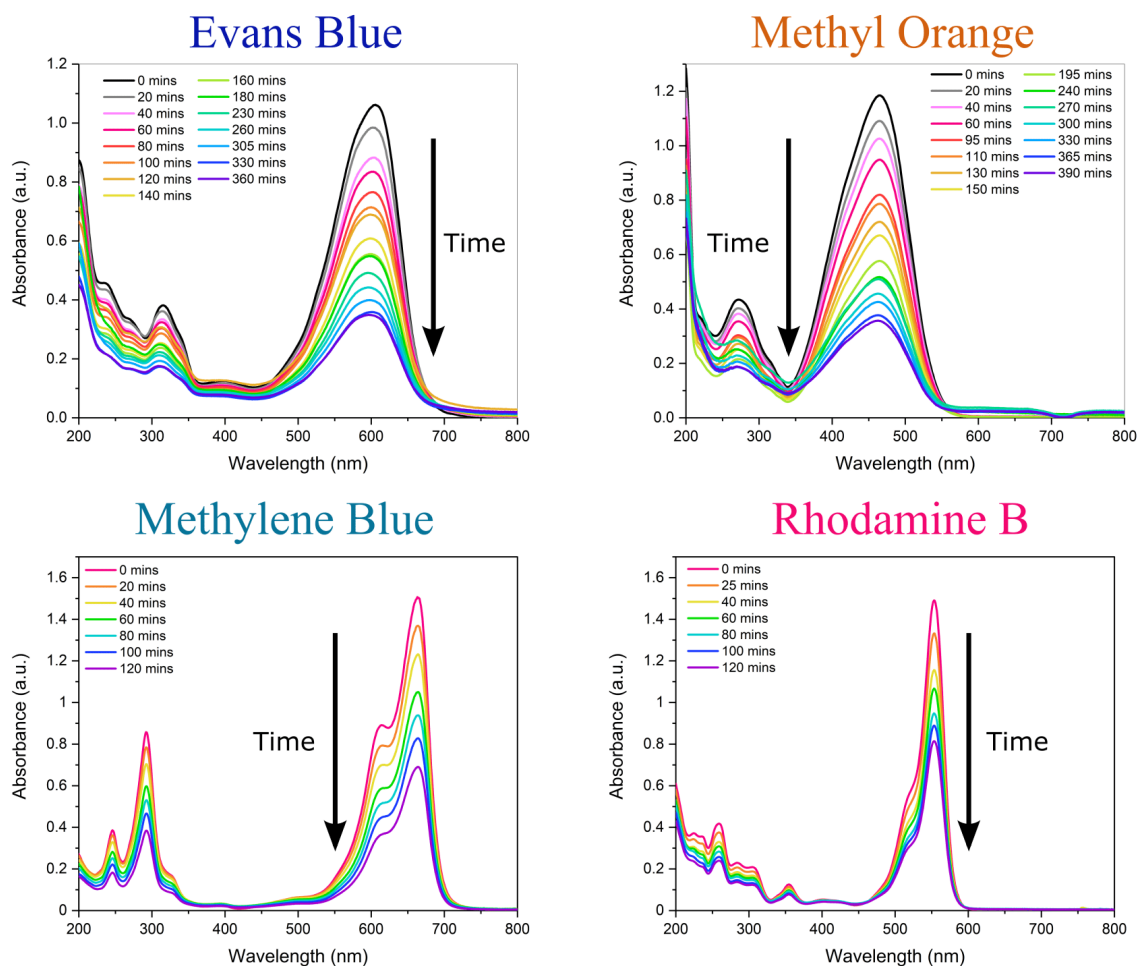 Evans Blue
1.2
1.0
0.8
0.6
0.4
0.2
0.0
Absorbance (a.u.)
0 mins
20 mins
40 mins
60 mins
80 mins
100 mins
120 mins
140 mins
160 mins
180 mins
230 mins
260 mins
305 mins
330 mins
360 mins
Time
200 300 400 500 600 700 800
Wavelength (nm)
Methyl Orange
1.2
1.0
0.8
0.6
0.4
0.2
0.0
Absorbance (a.u.)
0 mins
20 mins
40 mins
60 mins
95 mins
110 mins
130 mins
150 mins
195 mins
240 mins
270 mins
300 mins
330 mins
365 mins
390 mins
Time
200 300 400 500 600 700 800
Wavelength (nm)
Methylene Blue
1.6
1.4
1.2
1
0.8
0.6
0.4
0.2
0
Absorbance (a.u.)
0 mins
20 mins
40 mins
60 mins
80 mins
100 mins
120 mins
Time
200 300 400 500 600 700 800
Wavelength (nm)
Rhodamine B
1.6
1.4
1.2
1
0.8
0.6
0.4
0.2
0
Absorbance (a.u.)
0 mins
25 mins
40 mins
60 mins
80 mins
100 mins
120 mins
Time
200 300 400 500 600 700 800
Wavelength (nm)